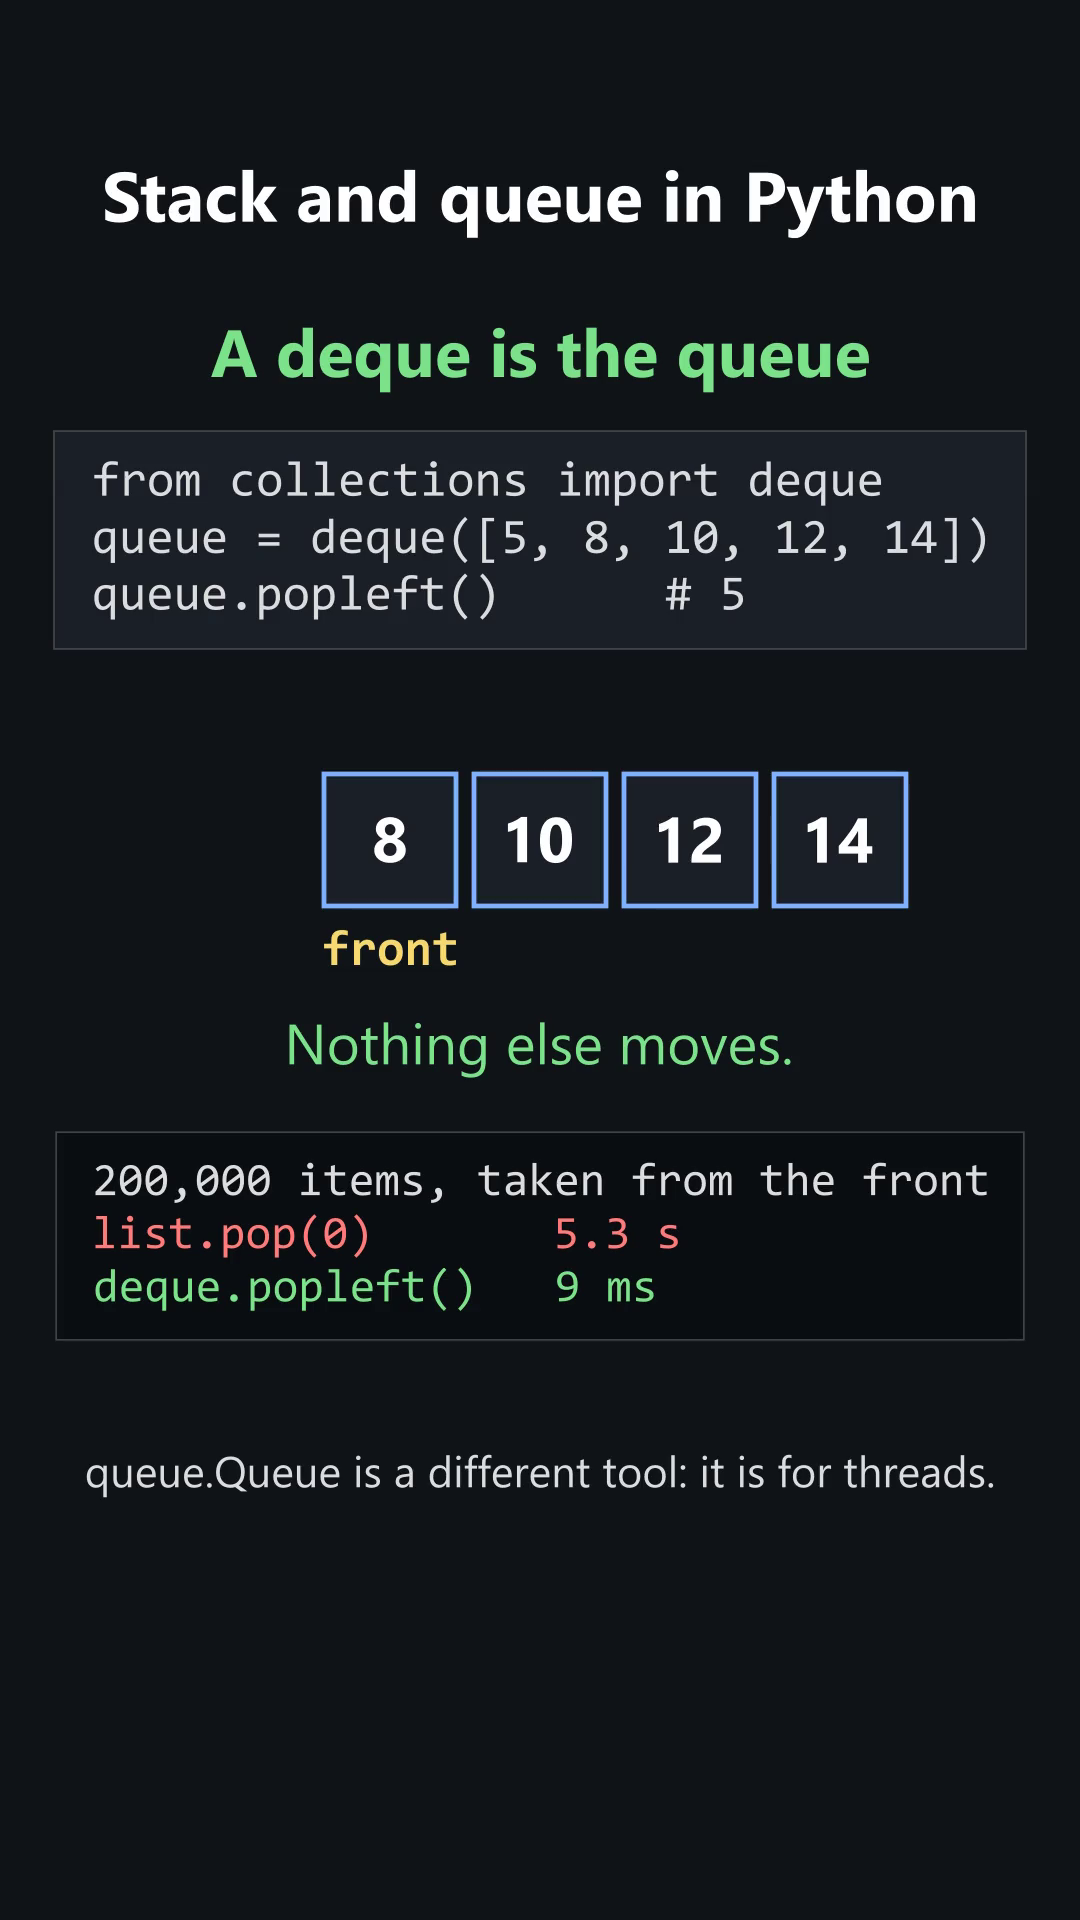 Stack and queue in Python
A deque is the queue
from collections import deque
queue = deque([5, 8, 10, 12, 14])
queue.popleft()      # 5
8 10 12 14
front
Nothing else moves.
200,000 items, taken from the front
list.pop(0)       5.3 s
deque.popleft()   9 ms
queue.Queue is a different tool: it is for threads.